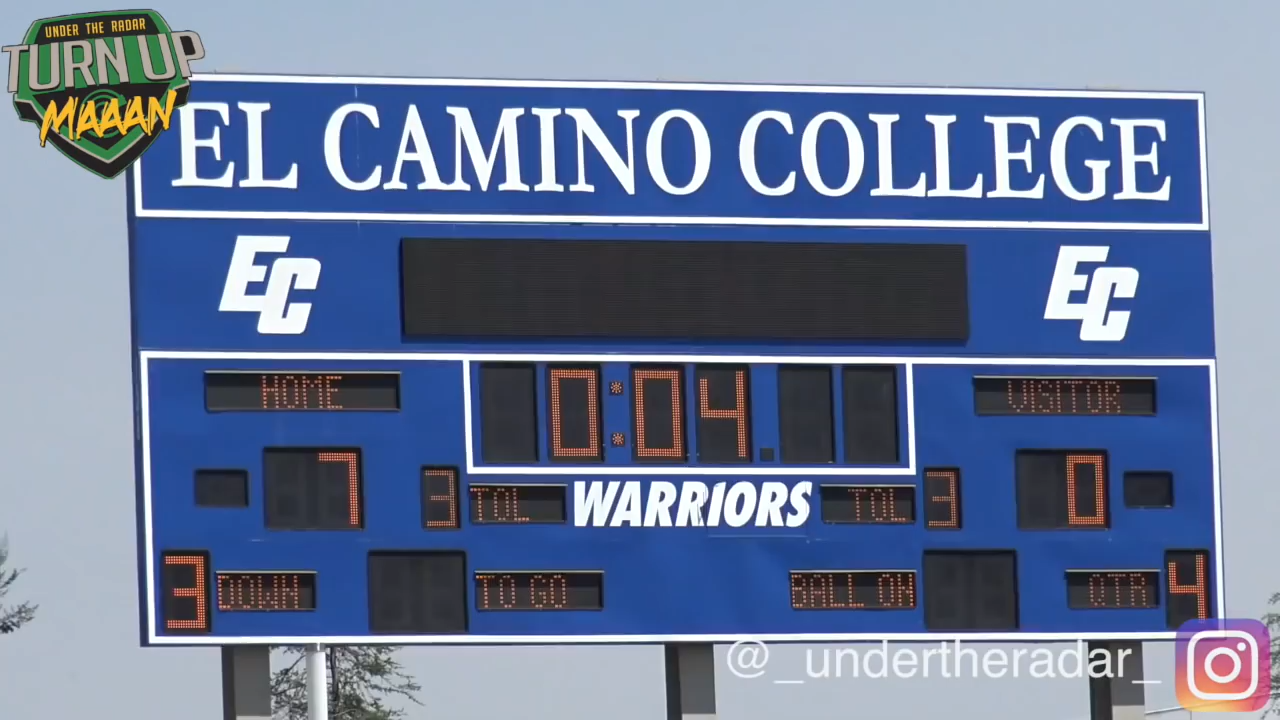 UNDER THE RADAR
TURN UP
MAAAN
EL CAMINO COLLEGE
EC
EC
HOME
0:04
VISITOR
7
3
TOL
WARRIORS
TOL
3
0
3
DOWN
TO GO
BALL ON
QTR
4
@_undertheradar_